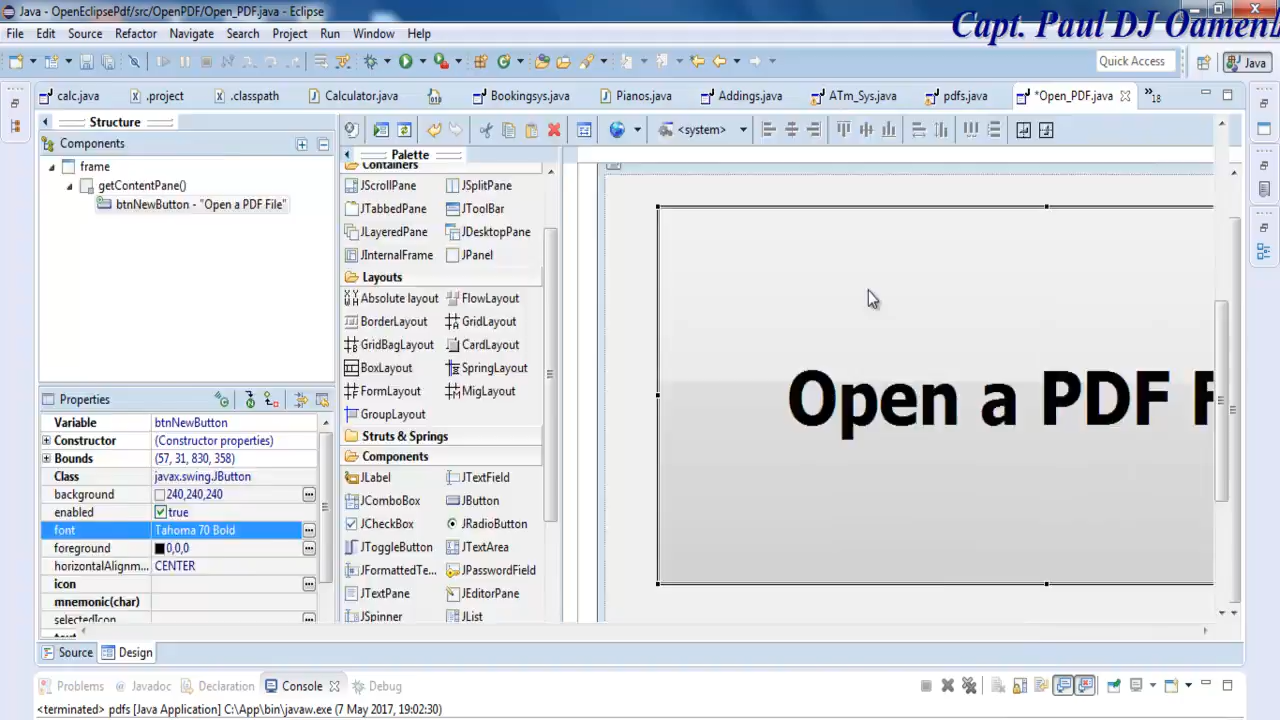 Java - OpenEclipsePdf/src/OpenPDF/Open_PDF.java - Eclipse
Capt. Paul DJ Oamen
File Edit Source Refactor Navigate Search Project Run Window Help
Quick Access
Java
calc.java .project .classpath Calculator.java Bookingsys.java Pianos.java Addings.java ATm_Sys.java pdfs.java *Open_PDF.java »18
Structure
Components
frame
getContentPane()
btnNewButton - "Open a PDF File"
Palette
<system>
Containers
JScrollPane JSplitPane
JTabbedPane JToolBar
JLayeredPane JDesktopPane
JInternalFrame JPanel
Layouts
Absolute layout FlowLayout
BorderLayout GridLayout
GridBagLayout CardLayout
BoxLayout SpringLayout
FormLayout MigLayout
GroupLayout
Struts & Springs
Components
JLabel JTextField
JComboBox JButton
JCheckBox JRadioButton
JToggleButton JTextArea
JFormattedTe... JPasswordField
JTextPane JEditorPane
JSpinner JList
Open a PDF F
Properties
Variable btnNewButton
Constructor (Constructor properties)
Bounds (57, 31, 830, 358)
Class javax.swing.JButton
background 240,240,240
enabled true
font Tahoma 70 Bold
foreground 0,0,0
horizontalAlignm... CENTER
icon
mnemonic(char)
selectedIcon
Source Design
Problems Javadoc Declaration Console Debug
<terminated> pdfs [Java Application] C:\App\bin\javaw.exe (7 May 2017, 19:02:30)